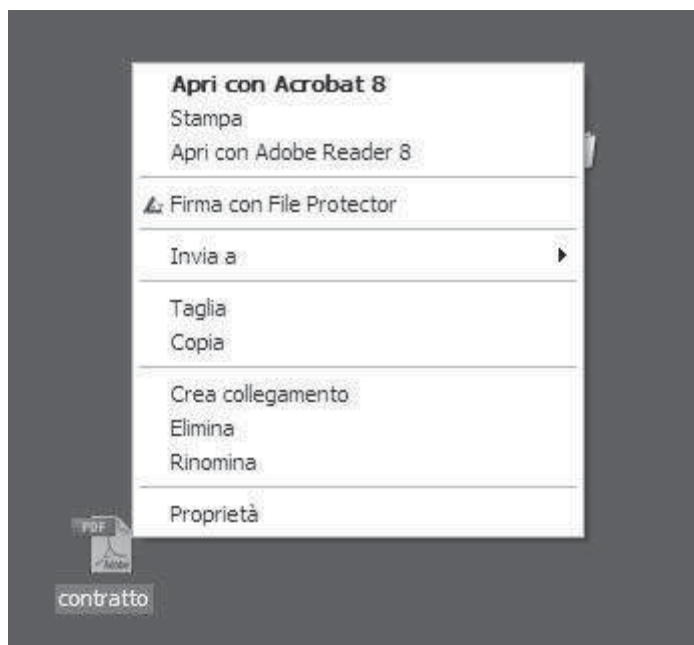 Apri con Acrobat 8
Stampa
Apri con Adobe Reader 8
Firma con File Protector
Invia a
Taglia
Copia
Crea collegamento
Elimina
Rinomina
Proprietà
PDF
Adobe
contratto